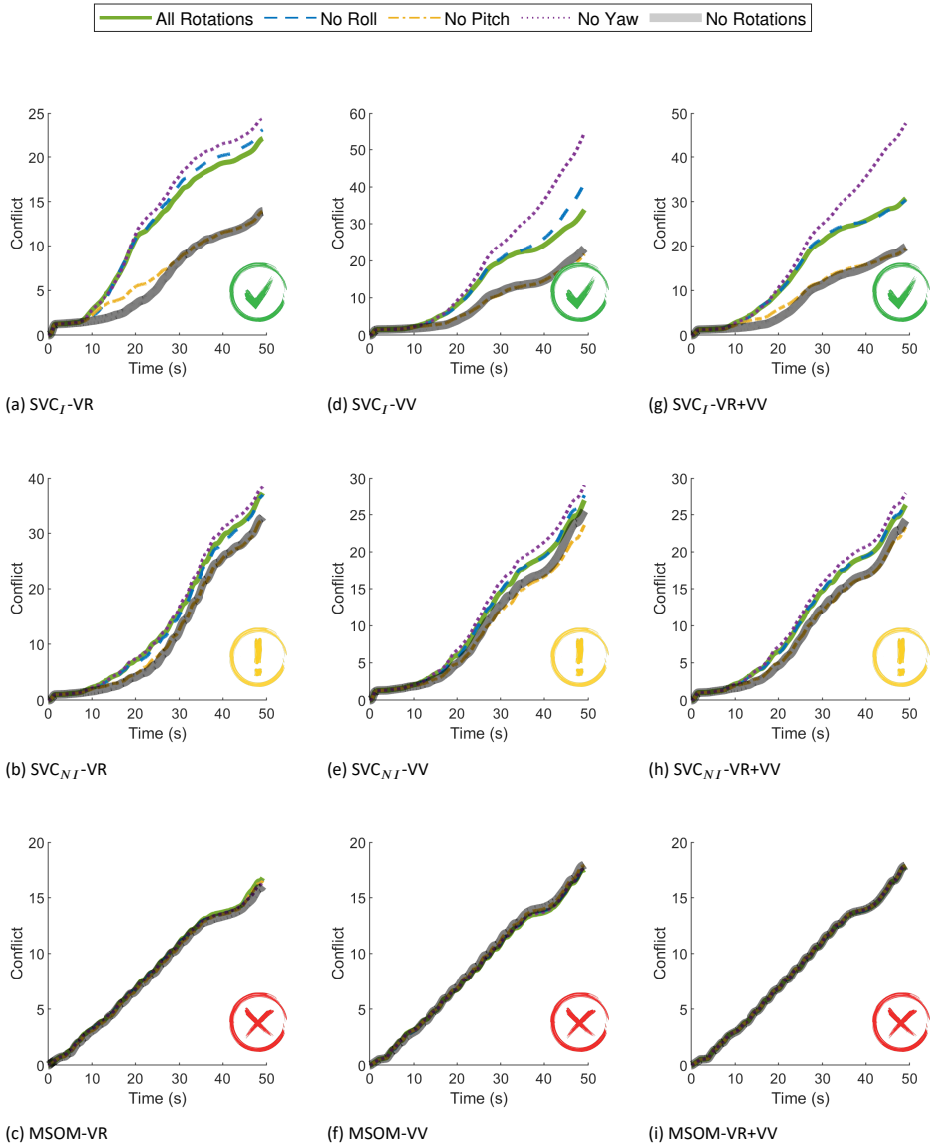 All Rotations No Roll No Pitch No Yaw No Rotations
25
20
15
10
5
0
Conflict
0 10 20 30 40 50
Time (s)
(a) SVC_I-VR
60
50
40
30
20
10
0
Conflict
0 10 20 30 40 50
Time (s)
(d) SVC_I-VV
50
40
30
20
10
0
Conflict
0 10 20 30 40 50
Time (s)
(g) SVC_I-VR+VV
40
30
20
10
0
Conflict
0 10 20 30 40 50
Time (s)
(b) SVC_NI-VR
30
25
20
15
10
5
0
Conflict
0 10 20 30 40 50
Time (s)
(e) SVC_NI-VV
30
25
20
15
10
5
0
Conflict
0 10 20 30 40 50
Time (s)
(h) SVC_NI-VR+VV
20
15
10
5
0
Conflict
0 10 20 30 40 50
Time (s)
(c) MSOM-VR
20
15
10
5
0
Conflict
0 10 20 30 40 50
Time (s)
(f) MSOM-VV
20
15
10
5
0
Conflict
0 10 20 30 40 50
Time (s)
(i) MSOM-VR+VV